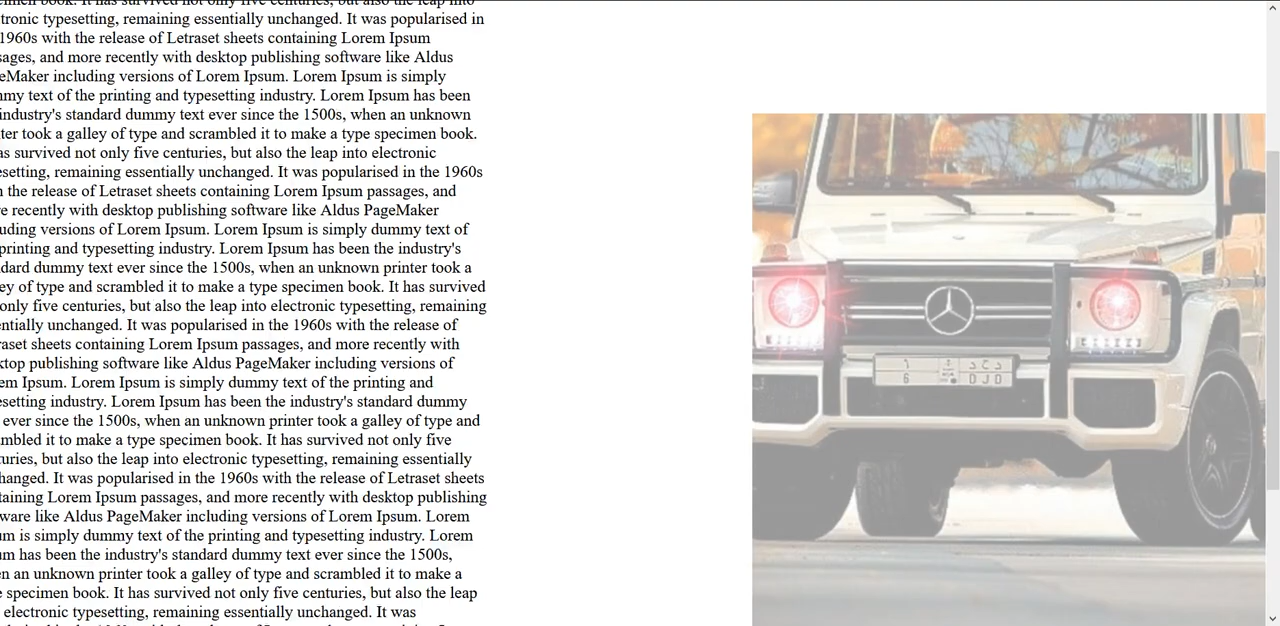 tronic typesetting, remaining essentially unchanged. It was popularised in
1960s with the release of Letraset sheets containing Lorem Ipsum
sages, and more recently with desktop publishing software like Aldus
eMaker including versions of Lorem Ipsum. Lorem Ipsum is simply
nmy text of the printing and typesetting industry. Lorem Ipsum has been
industry's standard dummy text ever since the 1500s, when an unknown
ter took a galley of type and scrambled it to make a type specimen book.
as survived not only five centuries, but also the leap into electronic
esetting, remaining essentially unchanged. It was popularised in the 1960s
n the release of Letraset sheets containing Lorem Ipsum passages, and
re recently with desktop publishing software like Aldus PageMaker
uding versions of Lorem Ipsum. Lorem Ipsum is simply dummy text of
printing and typesetting industry. Lorem Ipsum has been the industry's
dard dummy text ever since the 1500s, when an unknown printer took a
ey of type and scrambled it to make a type specimen book. It has survived
only five centuries, but also the leap into electronic typesetting, remaining
entially unchanged. It was popularised in the 1960s with the release of
raset sheets containing Lorem Ipsum passages, and more recently with
ktop publishing software like Aldus PageMaker including versions of
em Ipsum. Lorem Ipsum is simply dummy text of the printing and
esetting industry. Lorem Ipsum has been the industry's standard dummy
ever since the 1500s, when an unknown printer took a galley of type and
mbled it to make a type specimen book. It has survived not only five
turies, but also the leap into electronic typesetting, remaining essentially
hanged. It was popularised in the 1960s with the release of Letraset sheets
taining Lorem Ipsum passages, and more recently with desktop publishing
ware like Aldus PageMaker including versions of Lorem Ipsum. Lorem
um is simply dummy text of the printing and typesetting industry. Lorem
um has been the industry's standard dummy text ever since the 1500s,
en an unknown printer took a galley of type and scrambled it to make a
e specimen book. It has survived not only five centuries, but also the leap
electronic typesetting, remaining essentially unchanged. It was